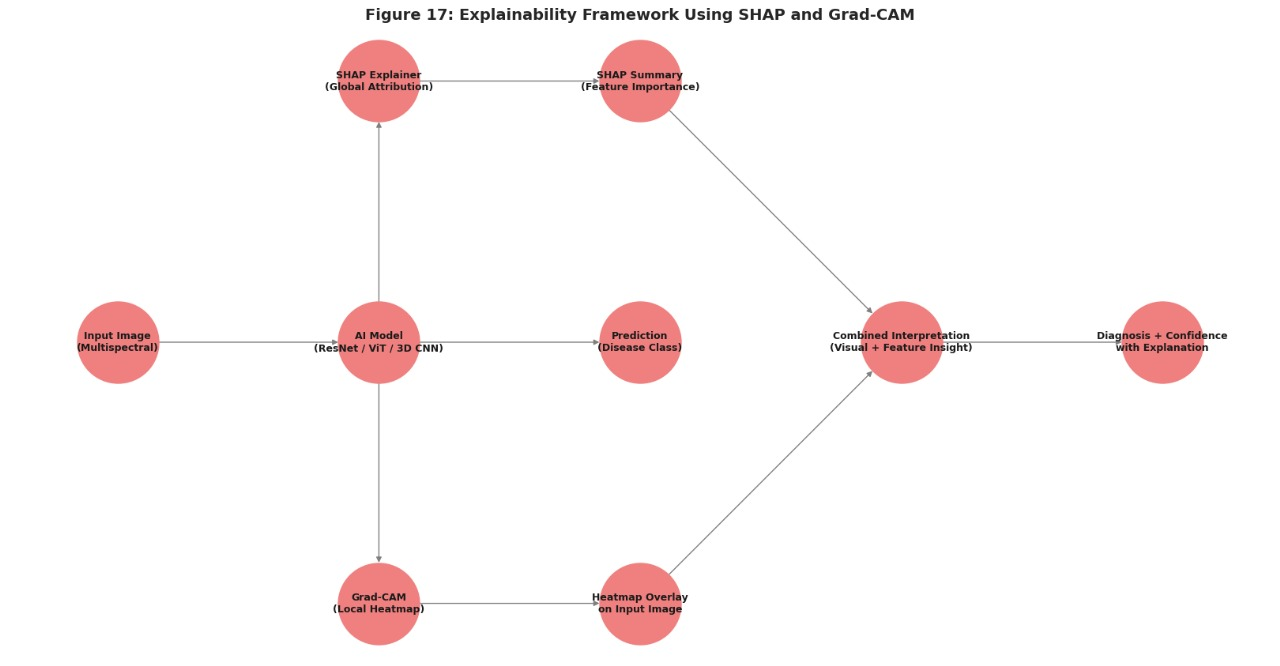 Figure 17: Explainability Framework Using SHAP and Grad-CAM
SHAP Explainer
(Global Attribution)
SHAP Summary
(Feature Importance)
Input Image
(Multispectral)
AI Model
(ResNet / ViT / 3D CNN)
Prediction
(Disease Class)
Combined Interpretation
(Visual + Feature Insight)
Diagnosis + Confidence
with Explanation
Grad-CAM
(Local Heatmap)
Heatmap Overlay
on Input Image